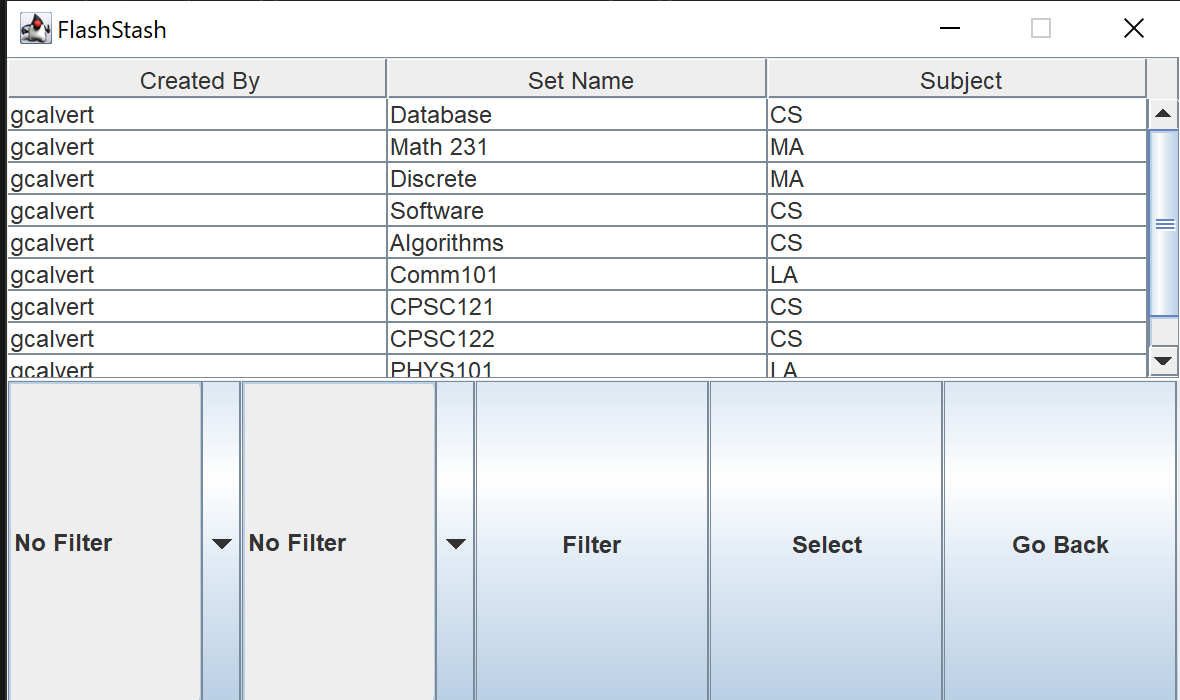 FlashStash
Created By Set Name Subject
gcalvert Database CS
gcalvert Math 231 MA
gcalvert Discrete MA
gcalvert Software CS
gcalvert Algorithms CS
gcalvert Comm101 LA
gcalvert CPSC121 CS
gcalvert CPSC122 CS
gcalvert PHYS101 LA
No Filter No Filter Filter Select Go Back